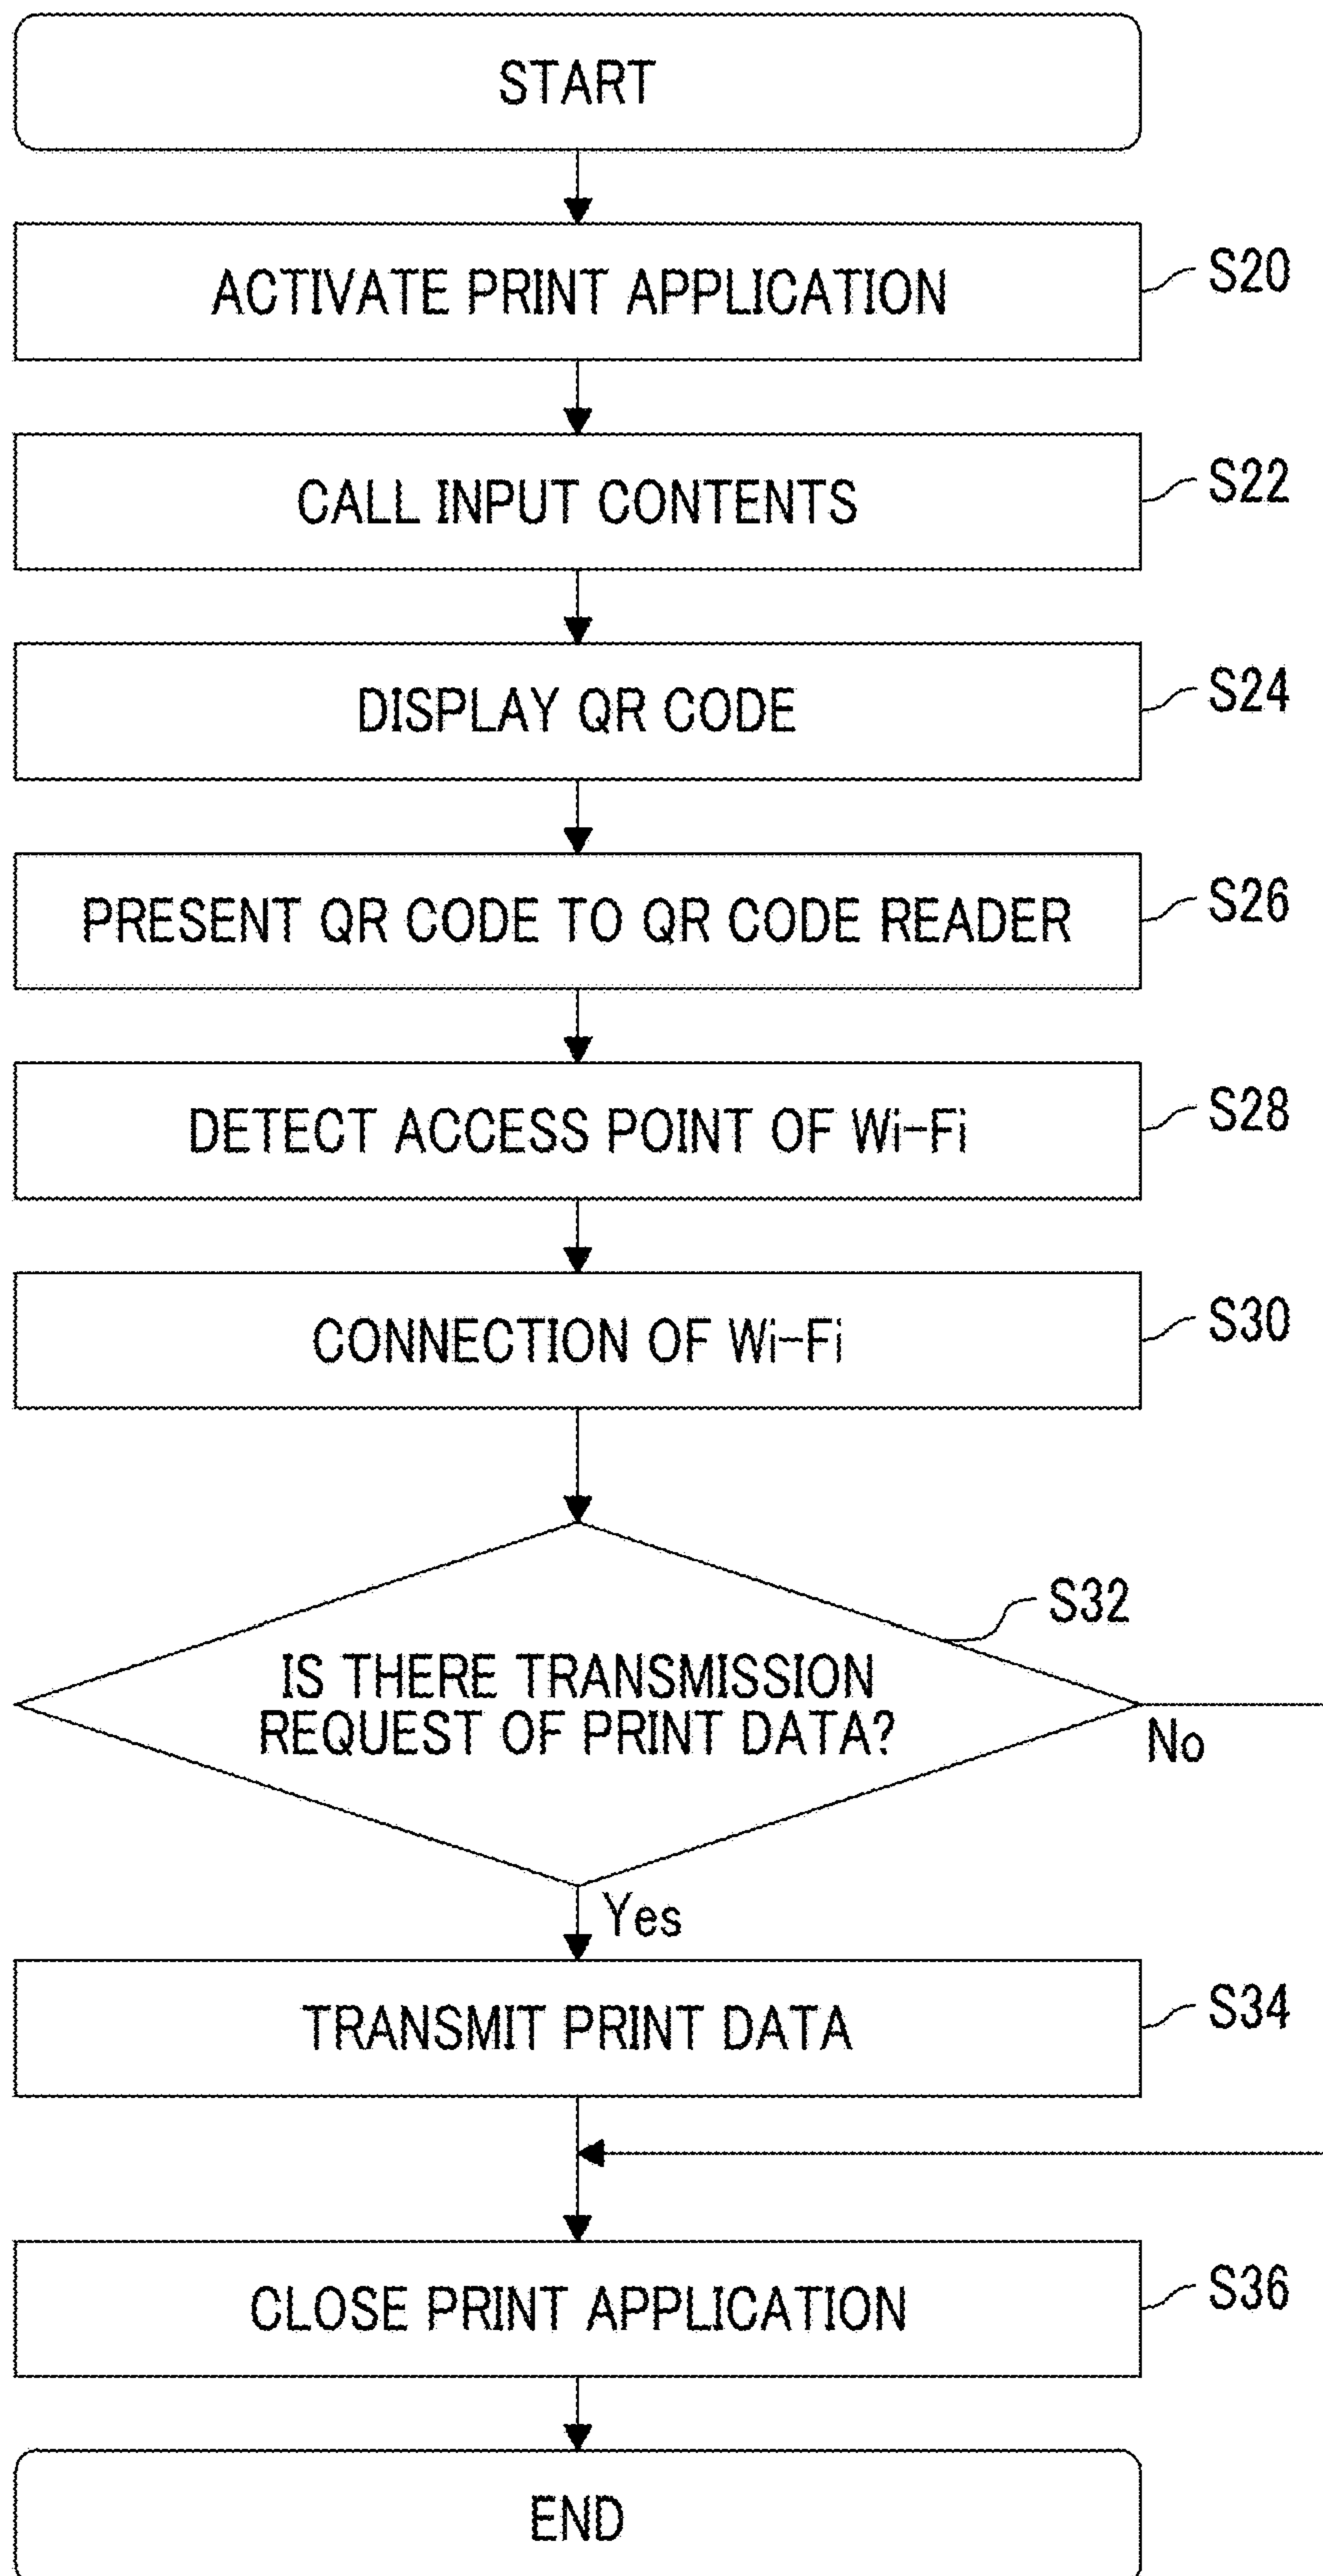 START
ACTIVATE PRINT APPLICATION
S20
CALL INPUT CONTENTS
S22
DISPLAY QR CODE
S24
PRESENT QR CODE TO QR CODE READER
S26
DETECT ACCESS POINT OF Wi-Fi
S28
CONNECTION OF Wi-Fi
S30
S32
IS THERE TRANSMISSION
REQUEST OF PRINT DATA?
No
Yes
TRANSMIT PRINT DATA
S34
CLOSE PRINT APPLICATION
S36
END